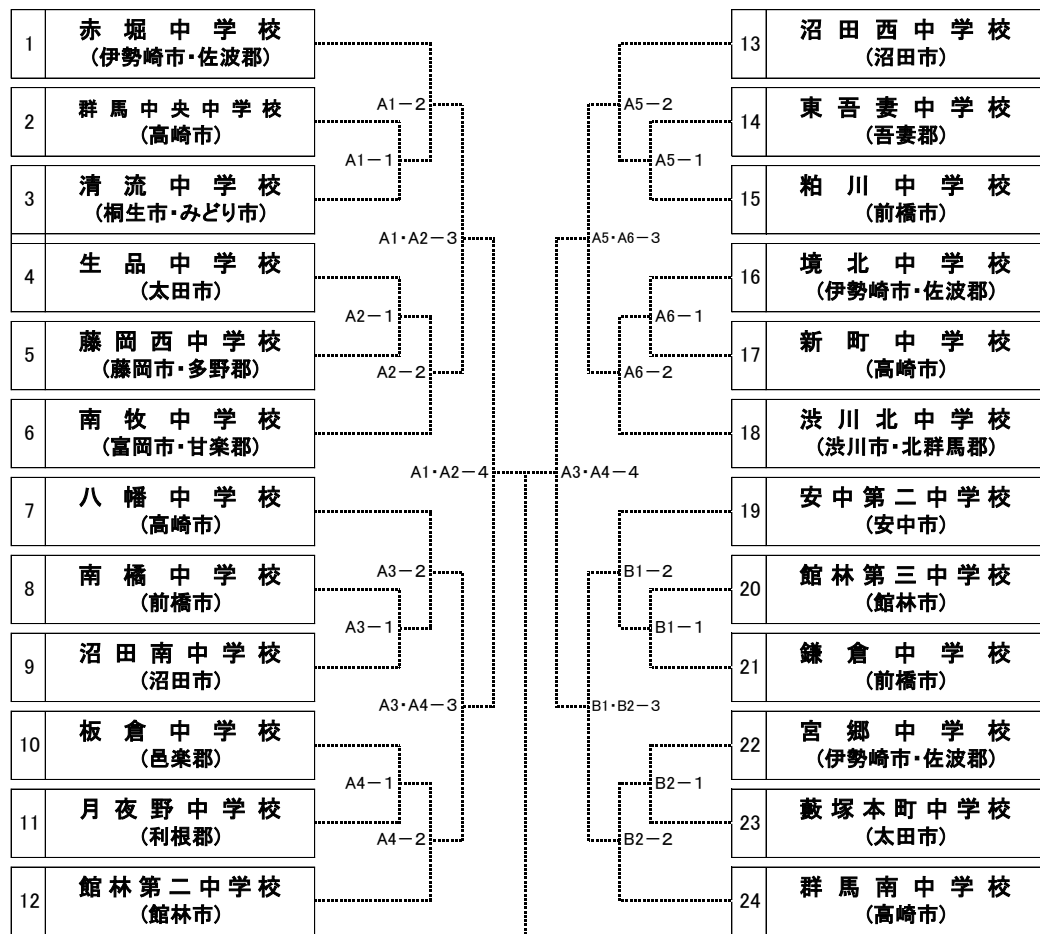 1 赤堀中学校
(伊勢崎市・佐波郡)
2 群馬中央中学校
(高崎市)
3 清流中学校
(桐生市・みどり市)
4 生品中学校
(太田市)
5 藤岡西中学校
(藤岡市・多野郡)
6 南牧中学校
(富岡市・甘楽郡)
7 八幡中学校
(高崎市)
8 南橘中学校
(前橋市)
9 沼田南中学校
(沼田市)
10 板倉中学校
(邑楽郡)
11 月夜野中学校
(利根郡)
12 館林第二中学校
(館林市)
A1-2
A1-1
A1・A2-3
A2-1
A2-2
A1・A2-4
A3-2
A3-1
A3・A4-3
A4-1
A4-2
A5-2
A5-1
A5・A6-3
A6-1
A6-2
A3・A4-4
B1-2
B1-1
B1・B2-3
B2-1
B2-2
13 沼田西中学校
(沼田市)
14 東吾妻中学校
(吾妻郡)
15 粕川中学校
(前橋市)
16 境北中学校
(伊勢崎市・佐波郡)
17 新町中学校
(高崎市)
18 渋川北中学校
(渋川市・北群馬郡)
19 安中第二中学校
(安中市)
20 館林第三中学校
(館林市)
21 鎌倉中学校
(前橋市)
22 宮郷中学校
(伊勢崎市・佐波郡)
23 藪塚本町中学校
(太田市)
24 群馬南中学校
(高崎市)